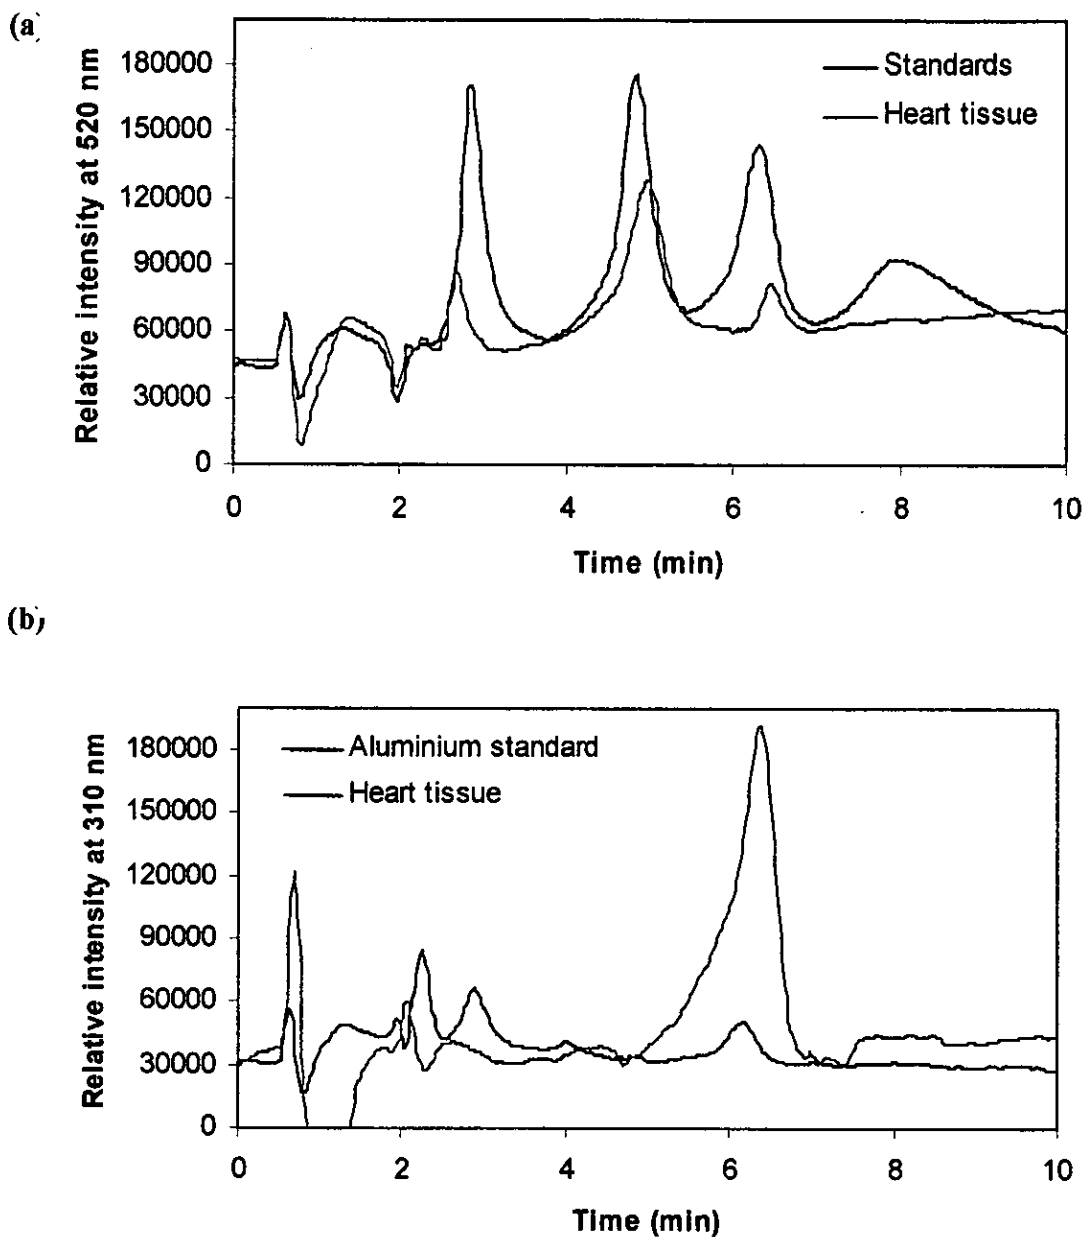 (a)
Relative intensity at 520 nm
180000
150000
120000
90000
60000
30000
0
Standards
Heart tissue
0 2 4 6 8 10
Time (min)
(b)
Relative intensity at 310 nm
180000
150000
120000
90000
60000
30000
0
Aluminium standard
Heart tissue
0 2 4 6 8 10
Time (min)